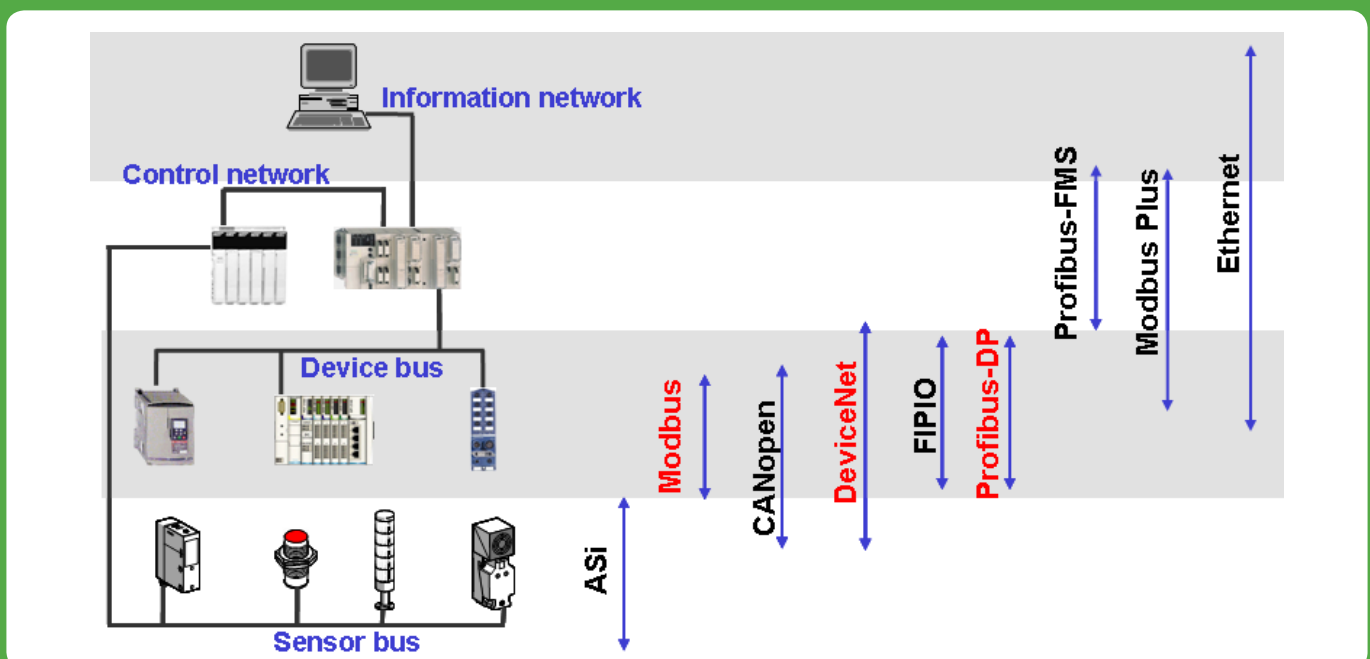 Information network
Control network
Device bus
Sensor bus
ASi
Modbus
CANopen
DeviceNet
FIPIO
Profibus-DP
Profibus-FMS
Modbus Plus
Ethernet